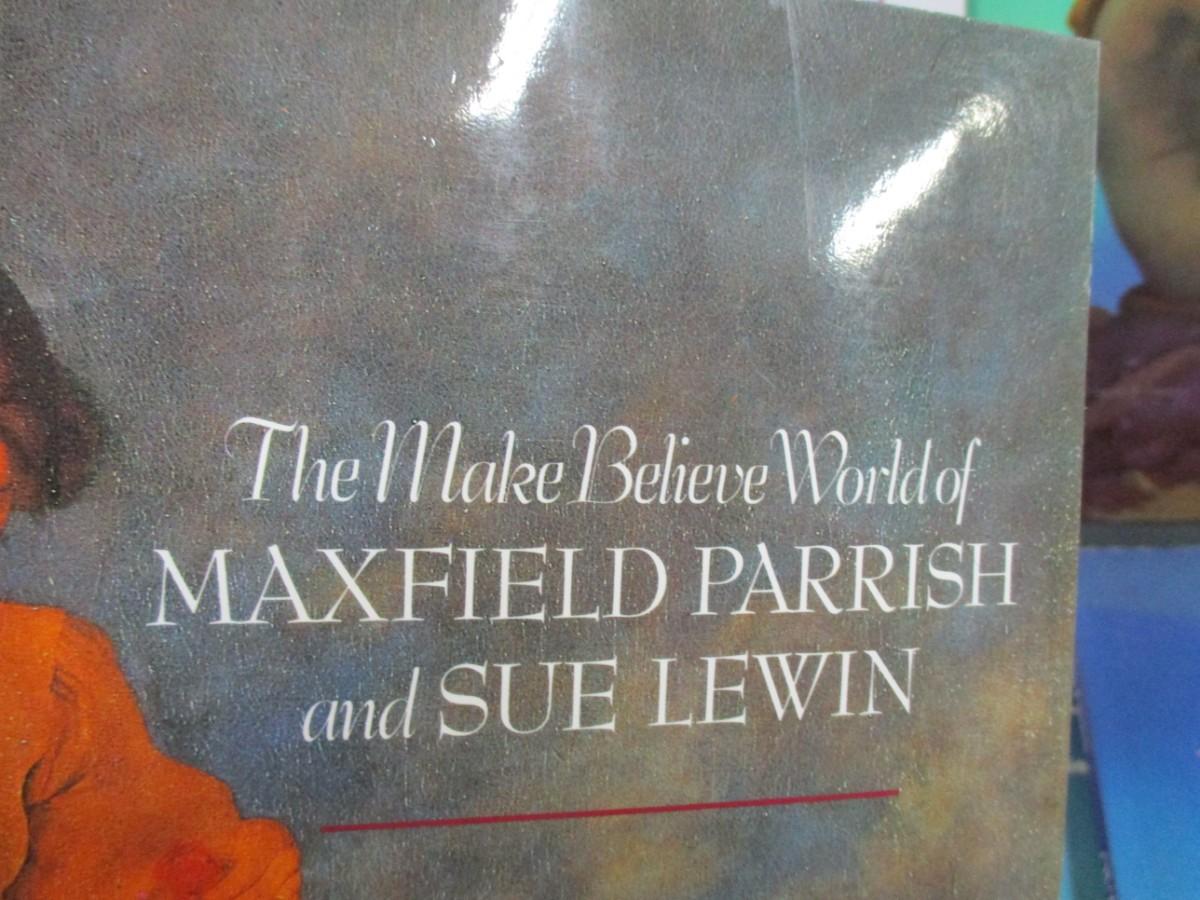 The Make Believe World of
MAXFIELD PARRISH
and SUE LEWIN